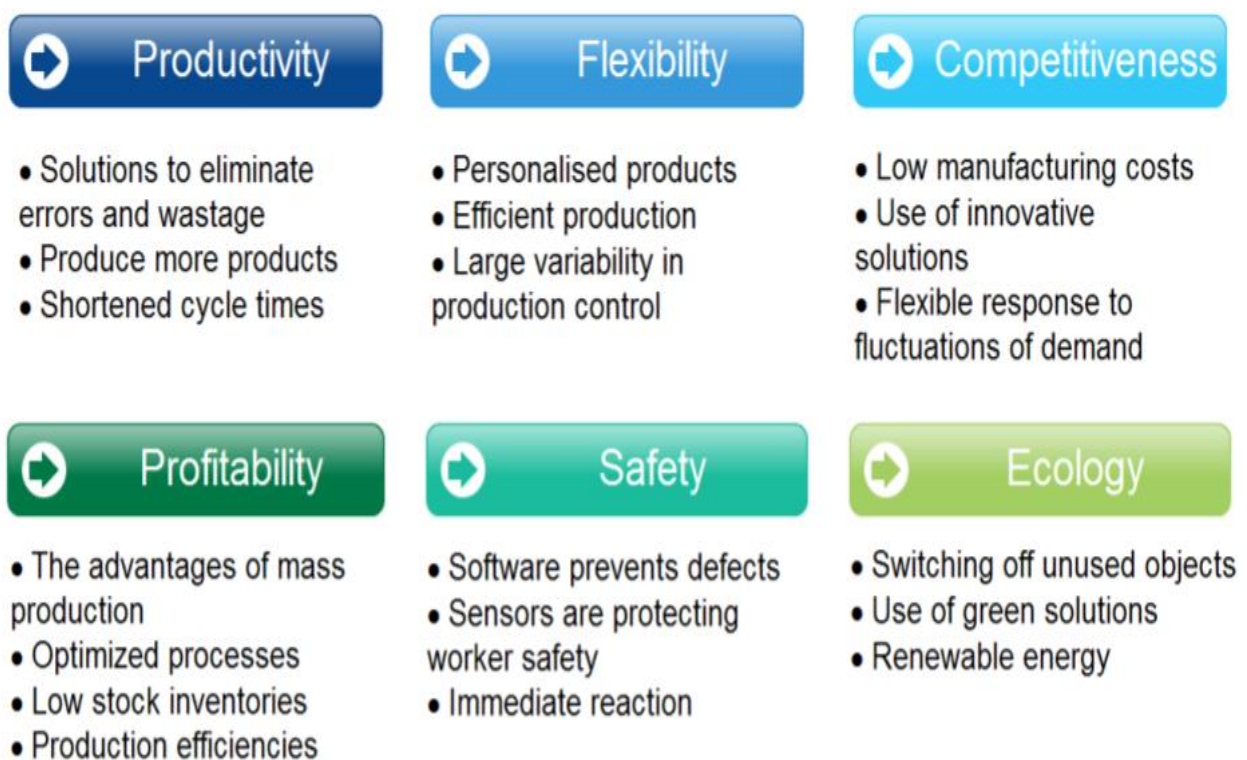 Productivity
• Solutions to eliminate
errors and wastage
• Produce more products
• Shortened cycle times
Flexibility
• Personalised products
• Efficient production
• Large variability in
production control
Competitiveness
• Low manufacturing costs
• Use of innovative
solutions
• Flexible response to
fluctuations of demand
Profitability
• The advantages of mass
production
• Optimized processes
• Low stock inventories
• Production efficiencies
Safety
• Software prevents defects
• Sensors are protecting
worker safety
• Immediate reaction
Ecology
• Switching off unused objects
• Use of green solutions
• Renewable energy